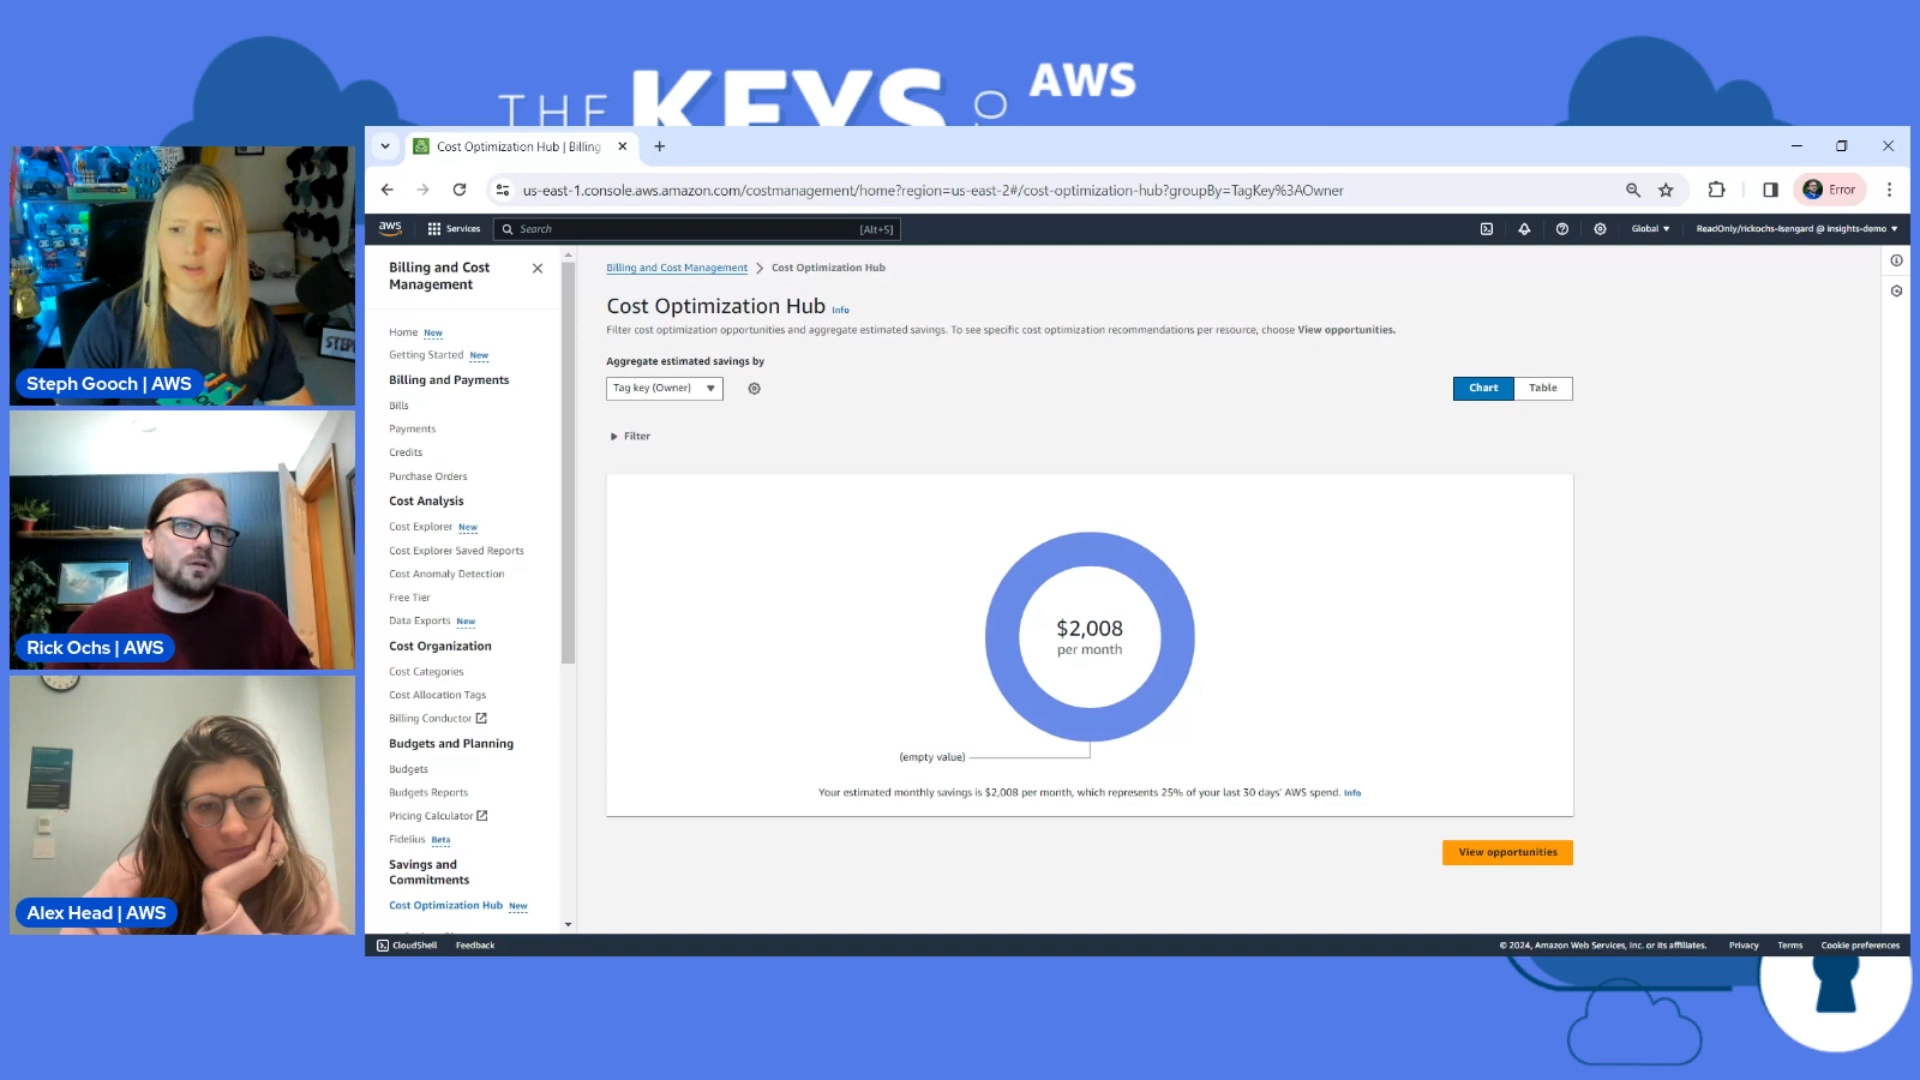 THE KEYS
AWS
Cost Optimization Hub | Billing
us-east-1.console.aws.amazon.com/costmanagement/home?region=us-east-2#/cost-optimization-hub?groupBy=TagKey%3AOwner
Error
aws
Services
Search
[Alt+S]
Global
ReadOnly/rickochs-Isengard @ insights-demo
Billing and Cost
Management
Home New
Getting Started New
Billing and Payments
Bills
Payments
Credits
Purchase Orders
Cost Analysis
Cost Explorer New
Cost Explorer Saved Reports
Cost Anomaly Detection
Free Tier
Data Exports New
Cost Organization
Cost Categories
Cost Allocation Tags
Billing Conductor
Budgets and Planning
Budgets
Budgets Reports
Pricing Calculator
Fidelius Beta
Savings and
Commitments
Cost Optimization Hub New
Billing and Cost Management > Cost Optimization Hub
Cost Optimization Hub Info
Filter cost optimization opportunities and aggregate estimated savings. To see specific cost optimization recommendations per resource, choose View opportunities.
Aggregate estimated savings by
Tag key (Owner)
Chart
Table
Filter
$2,008
per month
(empty value)
Your estimated monthly savings is $2,008 per month, which represents 25% of your last 30 days' AWS spend. Info
View opportunities
CloudShell
Feedback
© 2024, Amazon Web Services, Inc. or its affiliates.
Privacy
Terms
Cookie preferences
STEP
Steph Gooch | AWS
Rick Ochs | AWS
Alex Head | AWS